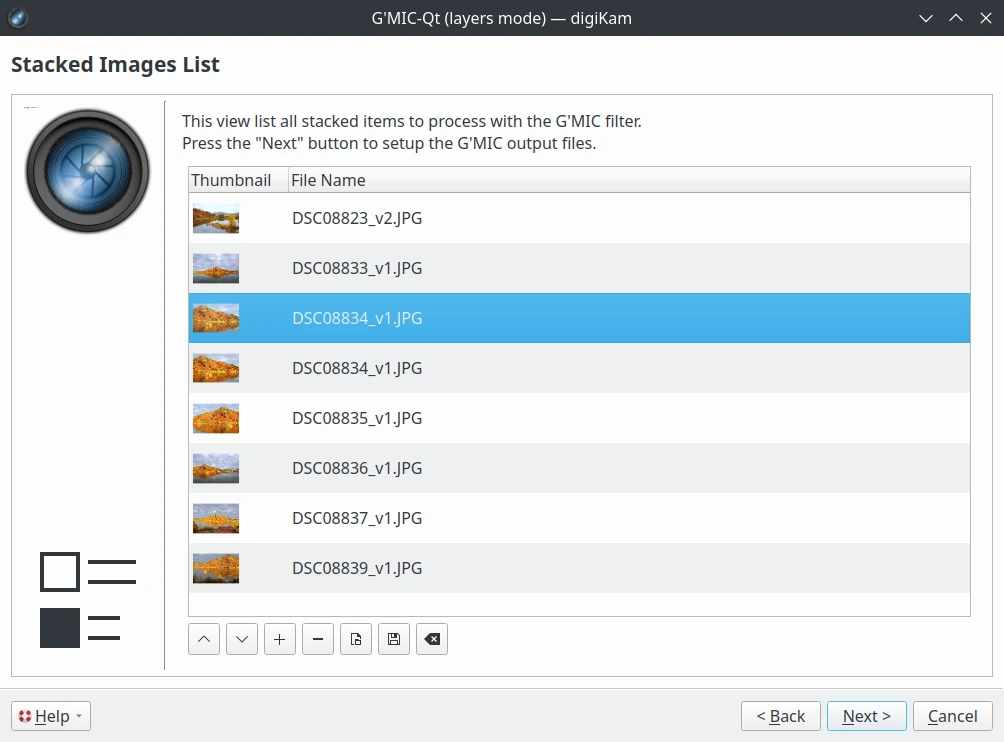 G'MIC-Qt (layers mode) — digiKam
Stacked Images List
This view list all stacked items to process with the G'MIC filter.
Press the "Next" button to setup the G'MIC output files.
Thumbnail File Name
DSC08823_v2.JPG
DSC08833_v1.JPG
DSC08834_v1.JPG
DSC08834_v1.JPG
DSC08835_v1.JPG
DSC08836_v1.JPG
DSC08837_v1.JPG
DSC08839_v1.JPG
Help < Back Next > Cancel